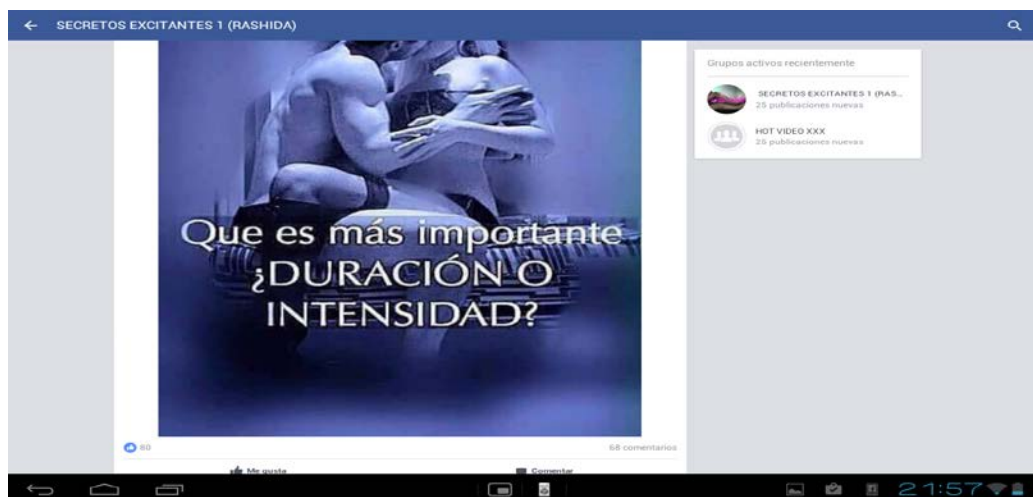 SECRETOS EXCITANTES 1 (RASHIDA)
Grupos activos recientemente
SECRETOS EXCITANTES 1 (RAS...
25 publicaciones nuevas
HOT VIDEO XXX
26 publicaciones nuevas
Que es más importante
¿DURACIÓN O
INTENSIDAD?
80
68 comentarios
Me gusta
Comentar
21:57